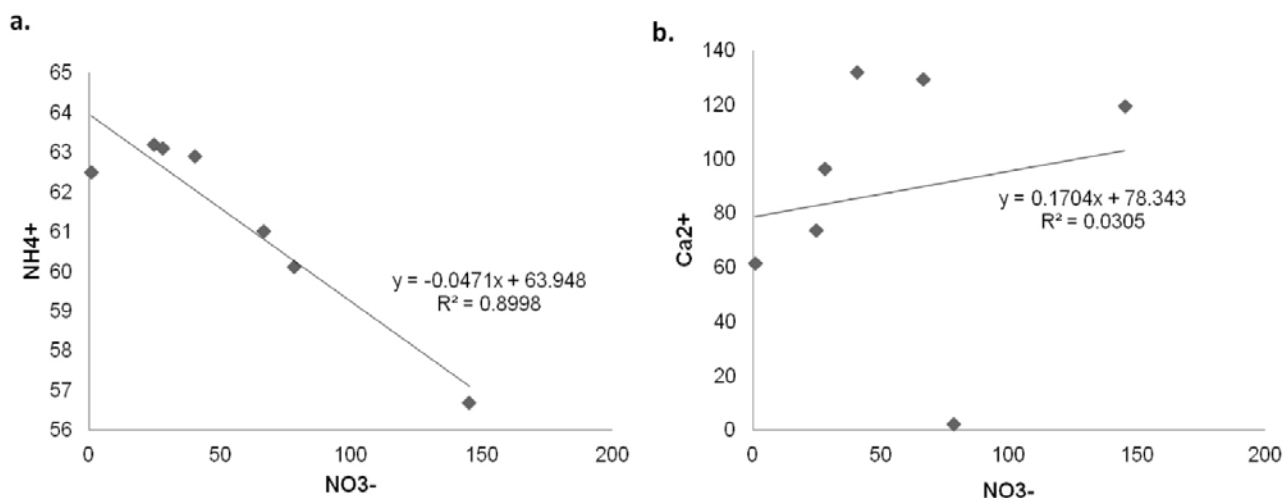 a.
65
64
63
62
61
60
59
58
57
56
NH4+
y = -0.0471x + 63.948
R² = 0.8998
0 50 100 150 200
NO3-
b.
140
120
100
80
60
40
20
0
Ca2+
y = 0.1704x + 78.343
R² = 0.0305
0 50 100 150 200
NO3-